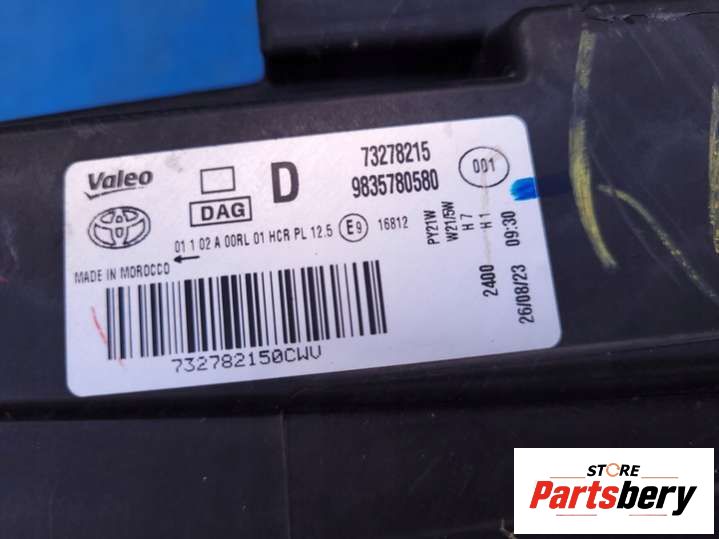 Valeo
DAG
D
73278215
9835780580
001
01 1 02 A 00RL 01 HCR PL 12.5
E9
16812
MADE IN MOROCCO
PY21W
W21/5W
H7
H1
2400
26/08/23 09:30
732782150CWV
STORE
Partsbery